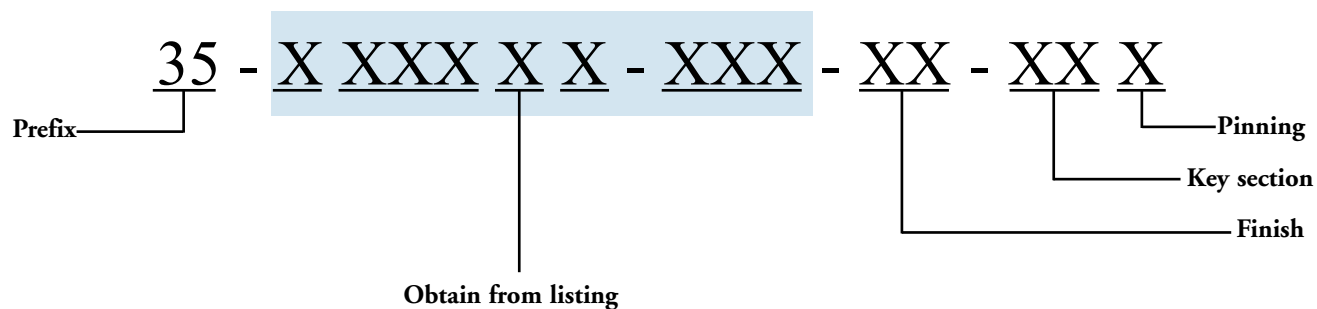 35 - X XXX X X - XXX - XX - XX X
Prefix
Pinning
Key section
Finish
Obtain from listing